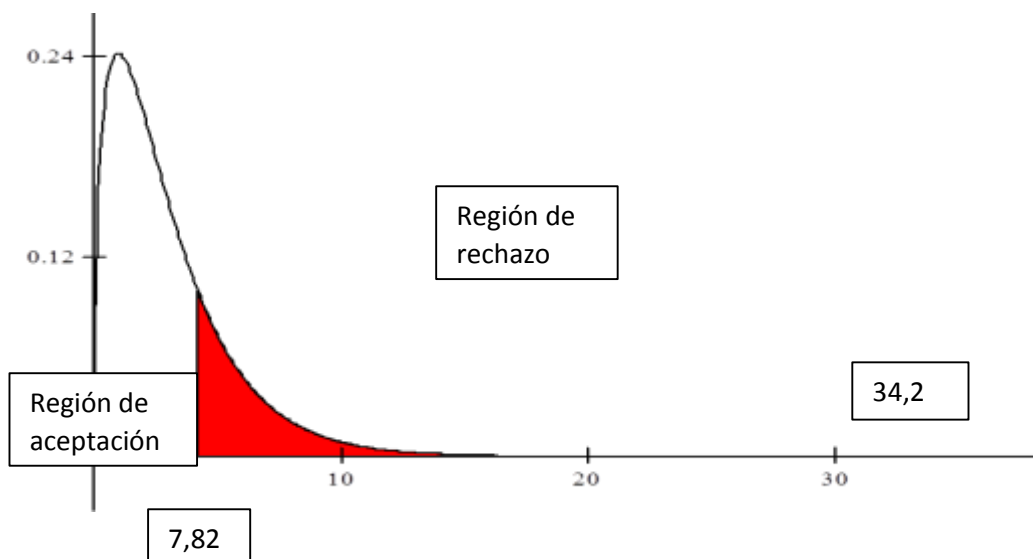 0.24
Región de
rechazo
0.12
34,2
Región de
aceptación
10
20
30
7,82